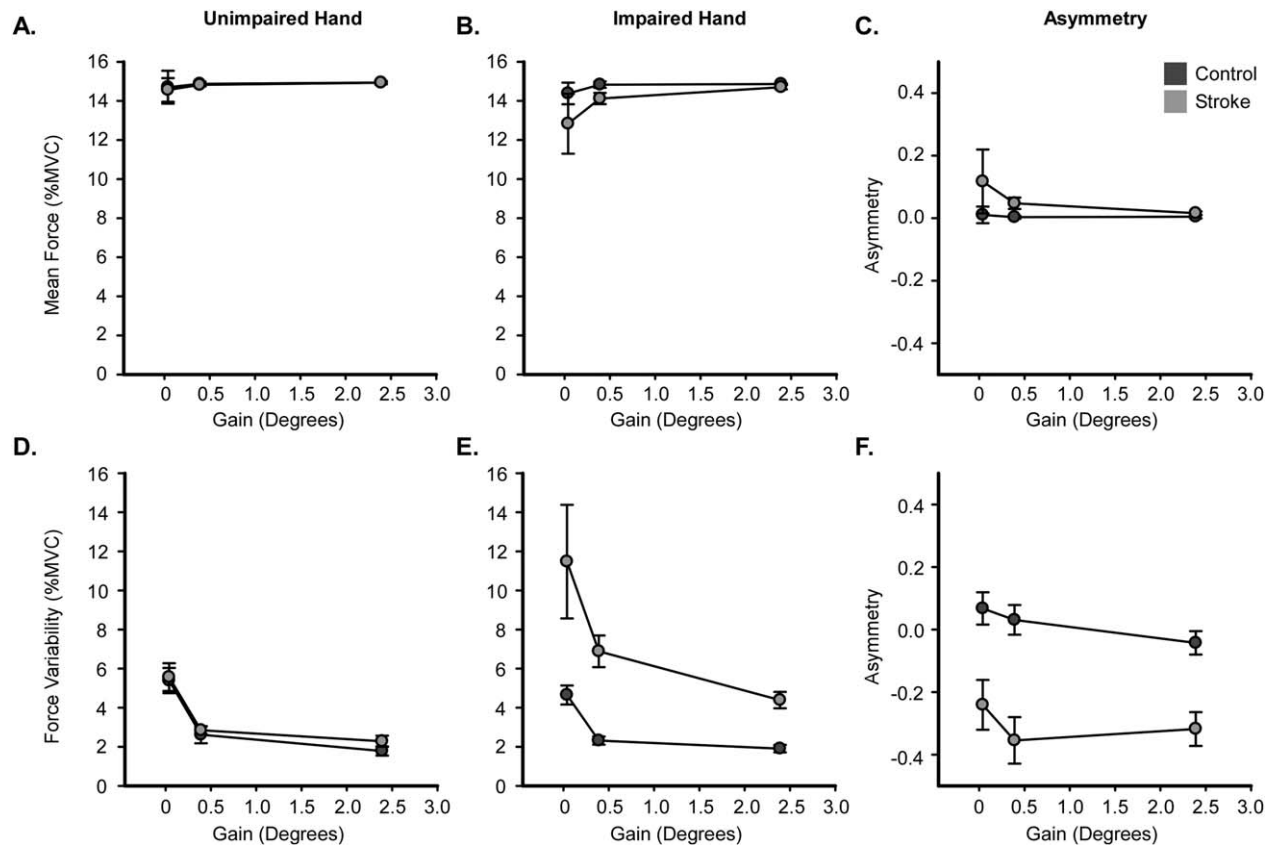 Unimpaired Hand
Impaired Hand
Asymmetry
A.
B.
C.
Control
Stroke
Mean Force (%MVC)
16
14
12
10
8
6
4
2
0
0 0.5 1.0 1.5 2.0 2.5 3.0
Gain (Degrees)
16
14
12
10
8
6
4
2
0
0 0.5 1.0 1.5 2.0 2.5 3.0
Gain (Degrees)
Asymmetry
0.4
0.2
0.0
-0.2
-0.4
0 0.5 1.0 1.5 2.0 2.5 3.0
Gain (Degrees)
D.
E.
F.
Force Variability (%MVC)
16
14
12
10
8
6
4
2
0
0 0.5 1.0 1.5 2.0 2.5 3.0
Gain (Degrees)
16
14
12
10
8
6
4
2
0
0 0.5 1.0 1.5 2.0 2.5 3.0
Gain (Degrees)
Asymmetry
0.4
0.2
0.0
-0.2
-0.4
0 0.5 1.0 1.5 2.0 2.5 3.0
Gain (Degrees)